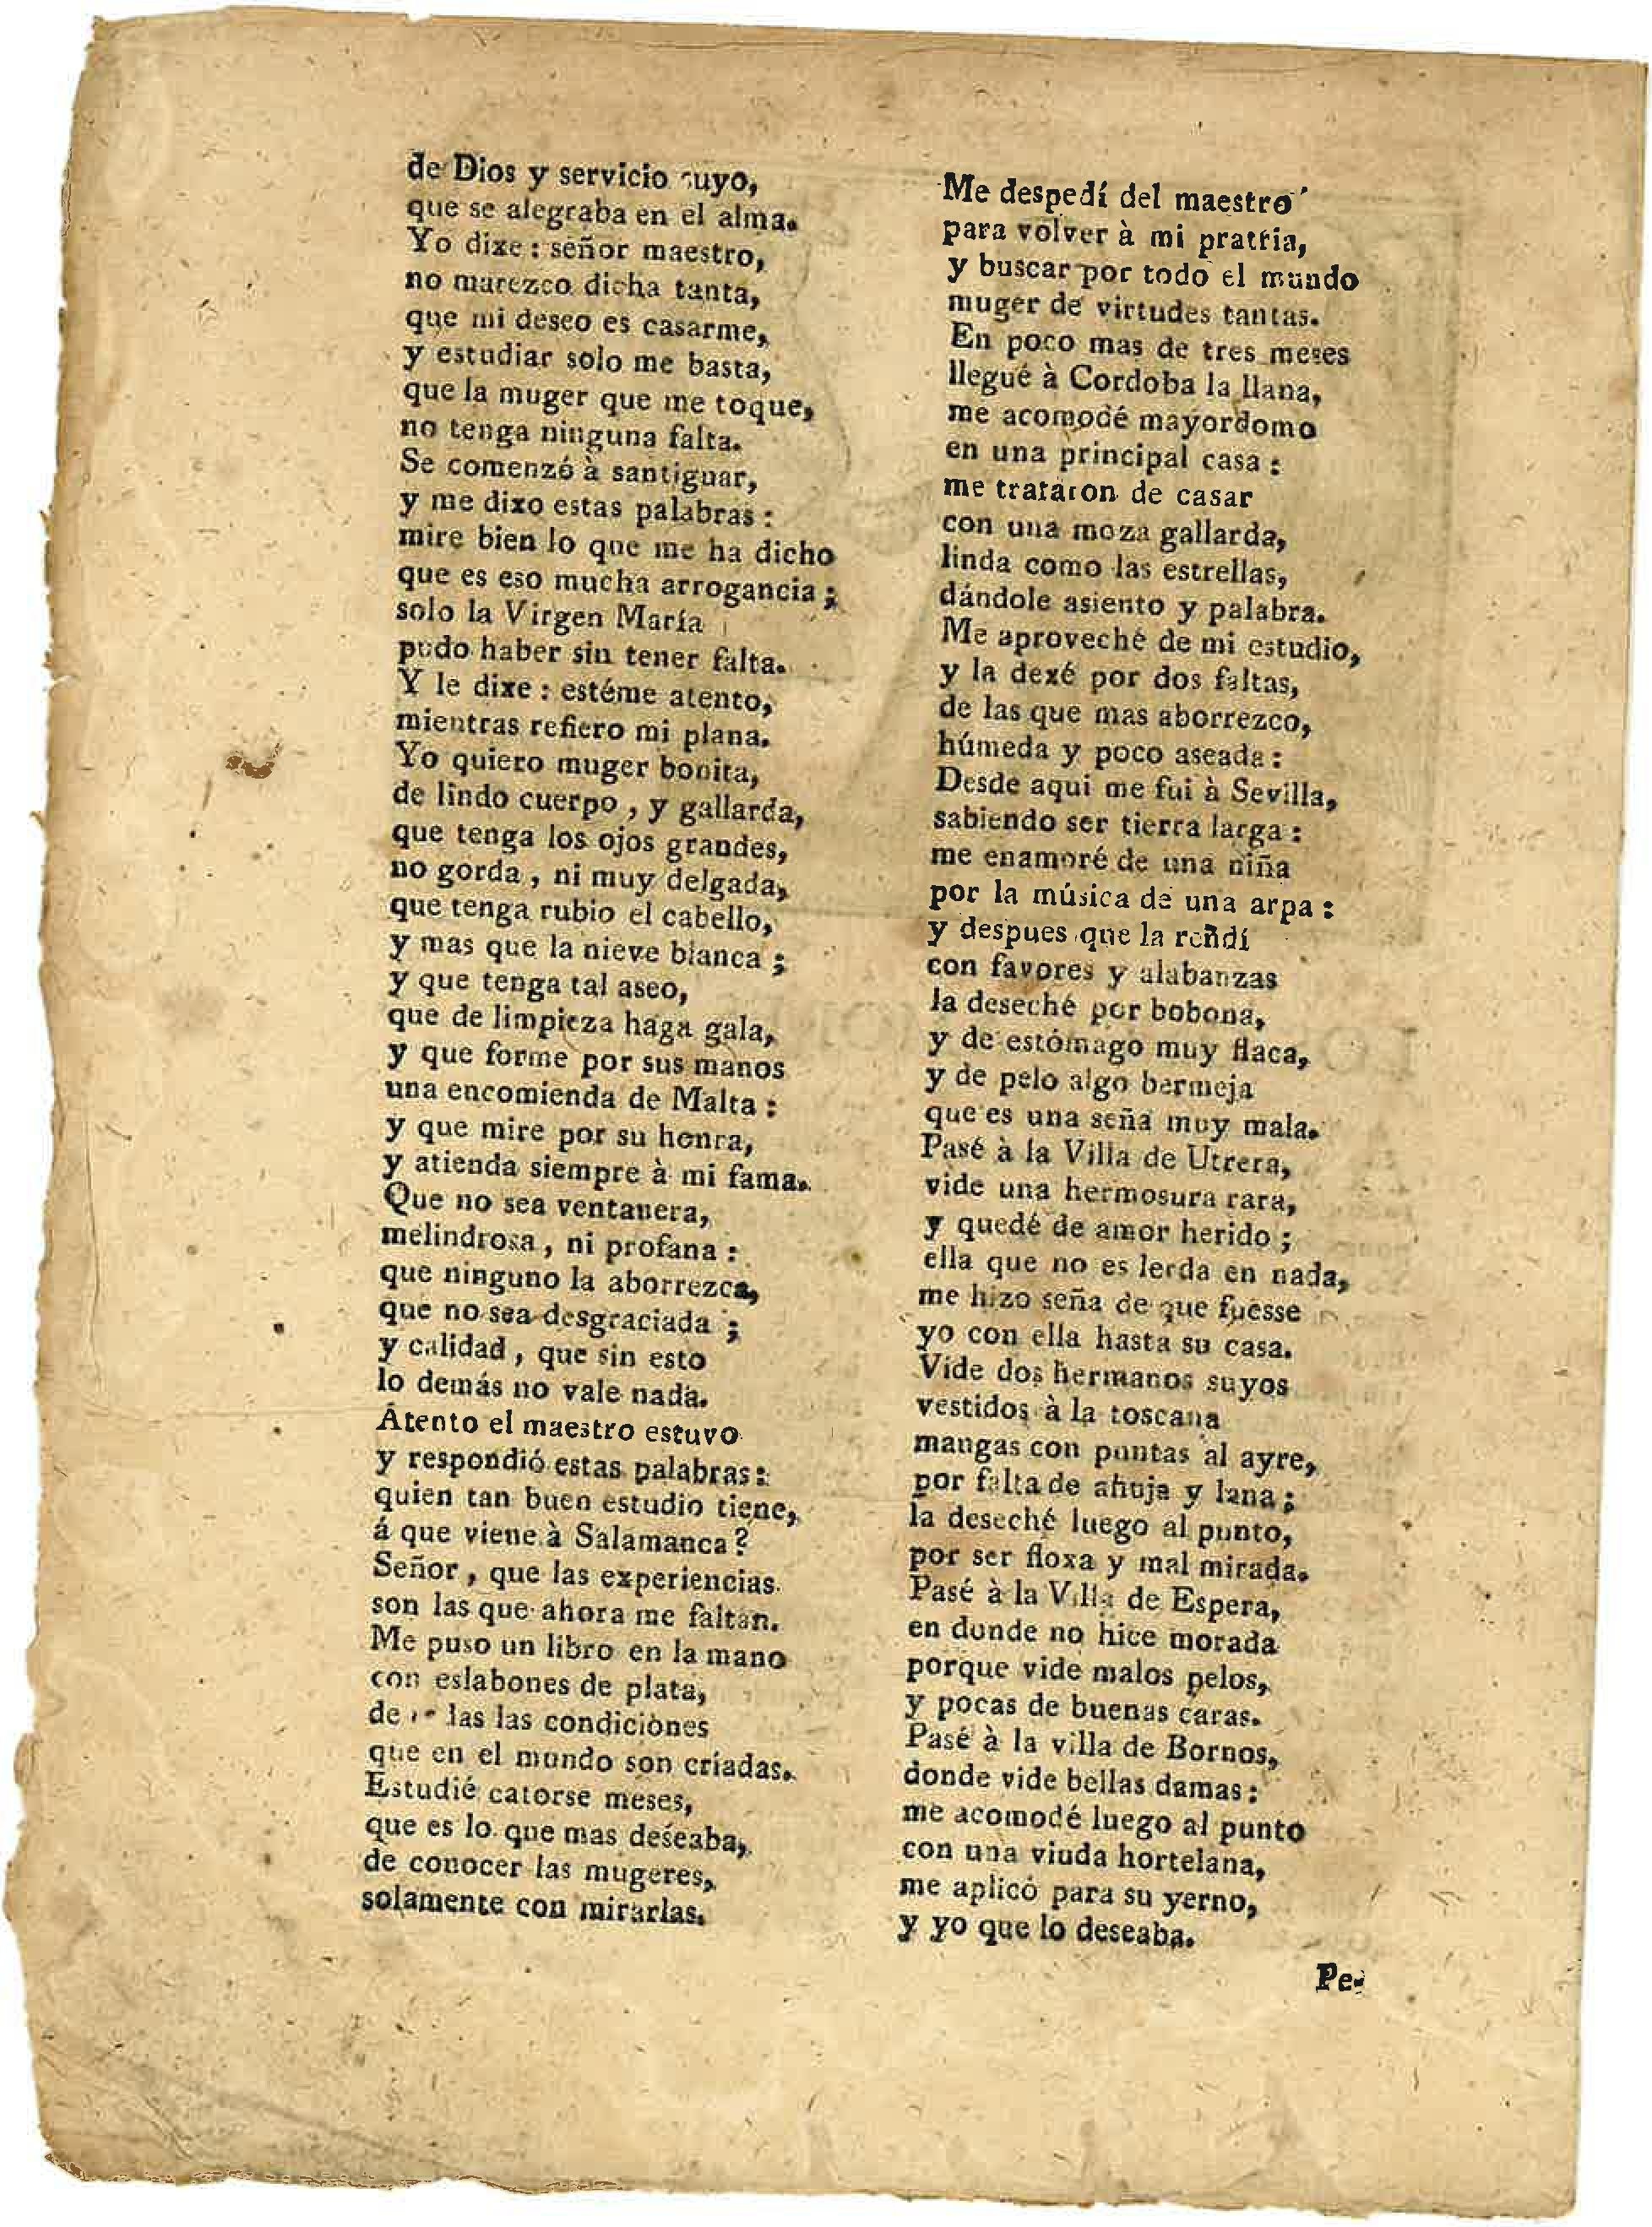 de Dios y servicio suyo,
que se alegraba en el alma.
Yo dixe : señor maestro,
no marezco dicha tanta,
que mi deseo es casarme,
y estudiar solo me basta,
que la muger que me toque,
no tenga ninguna falta.
Se comenzó à santiguar,
y me dixo estas palabras :
mire bien lo que me ha dicho
que es eso mucha arrogancia ;
solo la Virgen María
pudo haber sin tener falta.
Y le dixe : estéme atento,
mientras refiero mi plana.
Yo quiero muger bonita,
de lindo cuerpo , y gallarda,
que tenga los ojos grandes,
no gorda , ni muy delgada,
que tenga rubio el cabello,
y mas que la nieve blanca ;
y que tenga tal aseo,
que de limpieza haga gala,
y que forme por sus manos
una encomienda de Malta :
y que mire por su honra,
y atienda siempre à mi fama.
Que no sea ventanera,
melindrosa , ni profana :
que ninguno la aborrezca,
que no sea desgraciada ;
y calidad , que sin esto
lo demás no vale nada.
Atento el maestro estuvo
y respondió estas palabras :
quien tan buen estudio tiene,
á que viene à Salamanca ?
Señor , que las experiencias
son las que ahora me faltan.
Me puso un libro en la mano
con eslabones de plata,
de las las condiciones
que en el mundo son criadas.
Estudié catorse meses,
que es lo que mas deseaba,
de conocer las mugeres,
solamente con mirarlas.
Me despedí del maestro
para volver à mi pratria,
y buscar por todo el mundo
muger de virtudes tantas.
En poco mas de tres meses
llegué à Cordoba la llana,
me acomodé mayordomo
en una principal casa :
me trataron de casar
con una moza gallarda,
linda como las estrellas,
dándole asiento y palabra.
Me aproveché de mi estudio,
y la dexé por dos faltas,
de las que mas aborrezco,
húmeda y poco aseada :
Desde aqui me fui à Sevilla,
sabiendo ser tierra larga :
me enamoré de una niña
por la música de una arpa :
y despues que la rendí
con favores y alabanzas
la deseché por bobona,
y de estómago muy flaca,
y de pelo algo bermeja
que es una seña muy mala.
Pasé à la Villa de Utrera,
vide una hermosura rara,
y quedé de amor herido ;
ella que no es lerda en nada,
me hizo seña de que fuesse
yo con ella hasta su casa.
Vide dos hermanos suyos
vestidos à la toscana
mangas con puntas al ayre,
por falta de ahuja y lana ;
la deseché luego al punto,
por ser floxa y mal mirada.
Pasé à la Villa de Espera,
en donde no hice morada
porque vide malos pelos,
y pocas de buenas caras.
Pasé à la villa de Bornos,
donde vide bellas damas :
me acomodé luego al punto
con una viuda hortelana,
me aplicó para su yerno,
y yo que lo deseaba.
Pe-